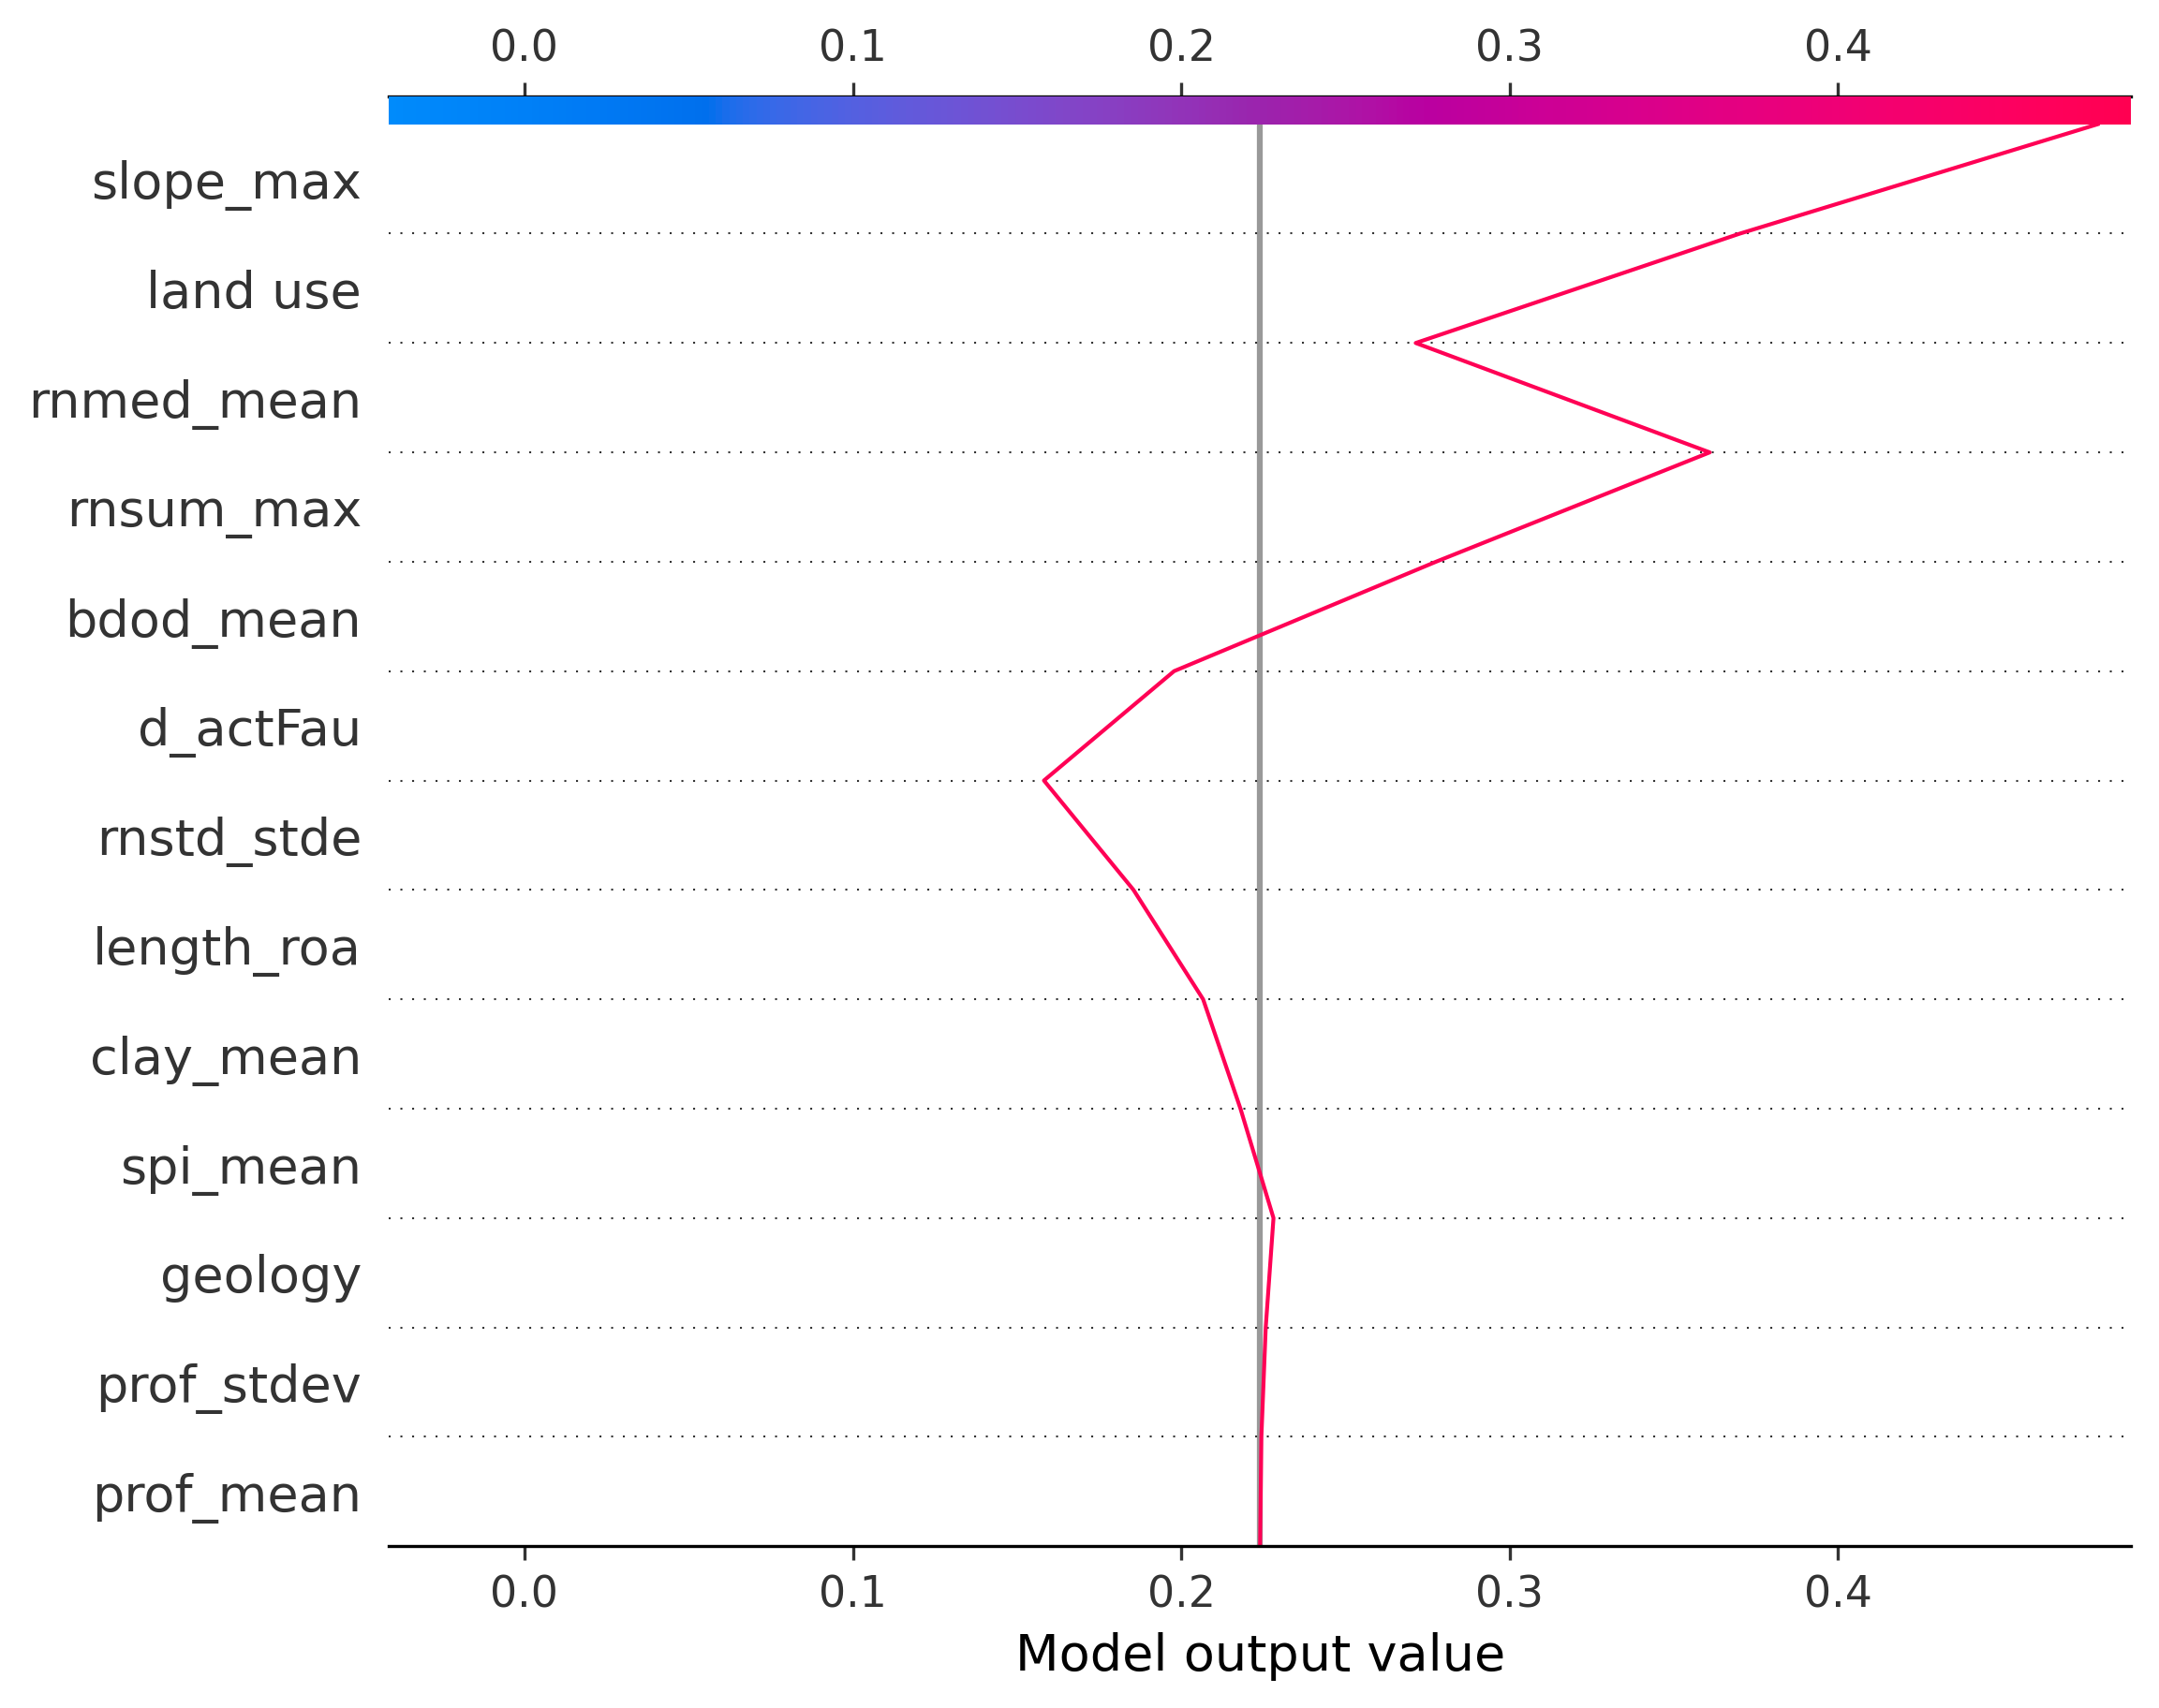 0.0 0.1 0.2 0.3 0.4
slope_max
land use
rnmed_mean
rnsum_max
bdod_mean
d_actFau
rnstd_stde
length_roa
clay_mean
spi_mean
geology
prof_stdev
prof_mean
0.0 0.1 0.2 0.3 0.4
Model output value